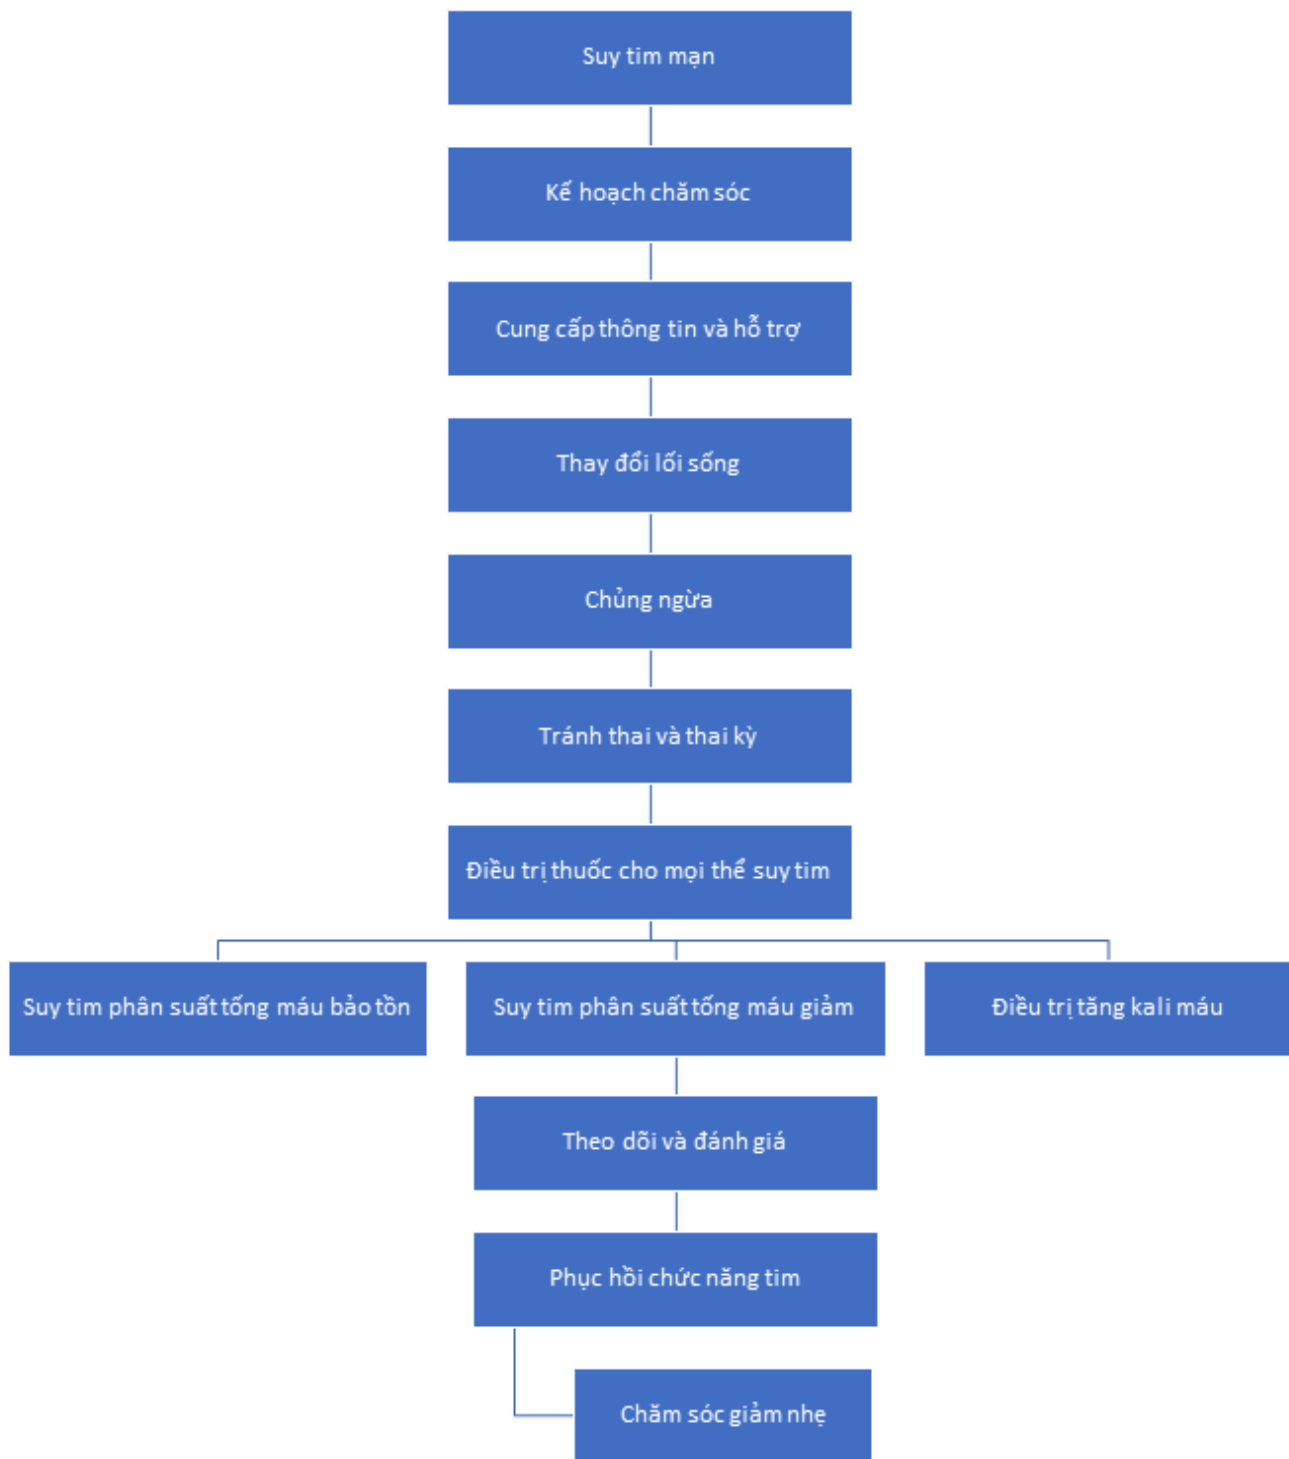 Suy tim mạn
Kế hoạch chăm sóc
Cung cấp thông tin và hỗ trợ
Thay đổi lối sống
Chủng ngừa
Tránh thai và thai kỳ
Điều trị thuốc cho mọi thể suy tim
Suy tim phân suất tống máu bảo tồn
Suy tim phân suất tống máu giảm
Điều trị tăng kali máu
Theo dõi và đánh giá
Phục hồi chức năng tim
Chăm sóc giảm nhẹ